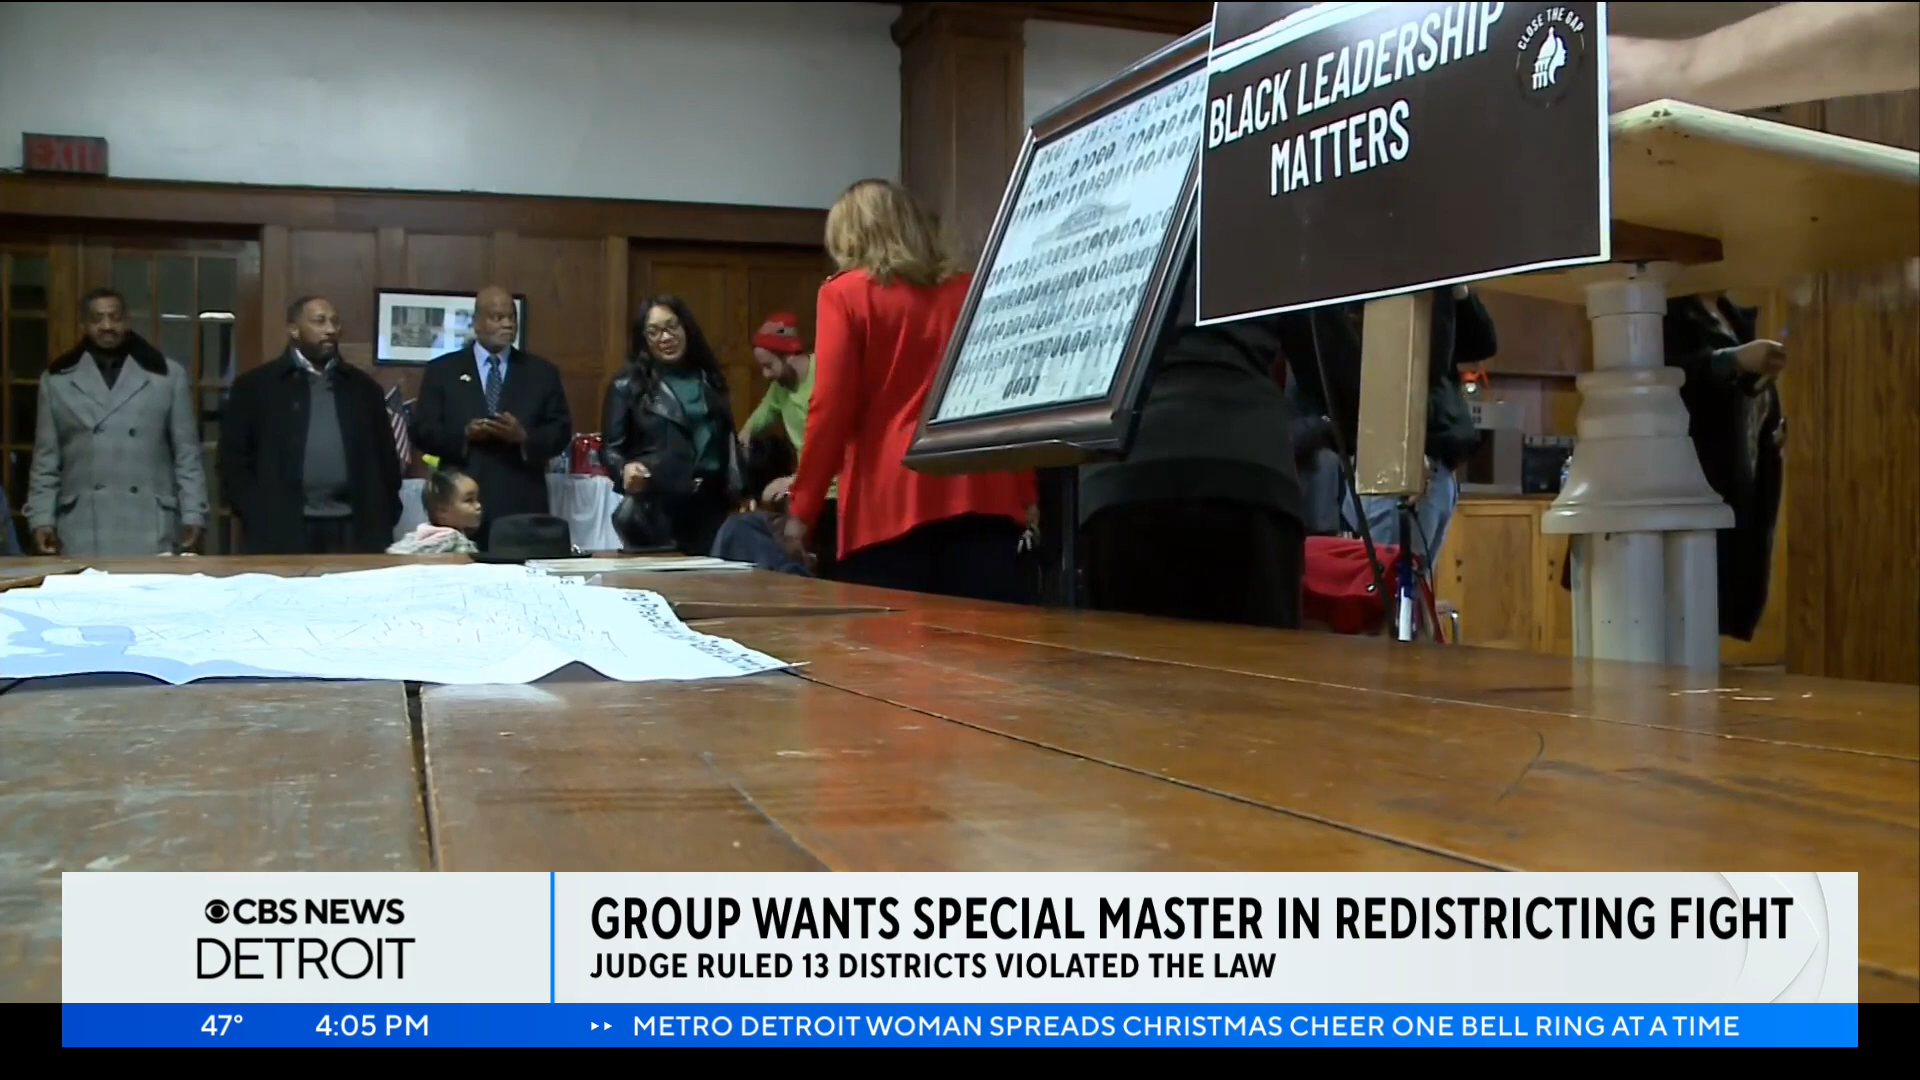 EXIT
BLACK LEADERSHIP
MATTERS
CLOSE THE GAP
CBS NEWS
DETROIT
GROUP WANTS SPECIAL MASTER IN REDISTRICTING FIGHT
JUDGE RULED 13 DISTRICTS VIOLATED THE LAW
47° 4:05 PM METRO DETROIT WOMAN SPREADS CHRISTMAS CHEER ONE BELL RING AT A TIME